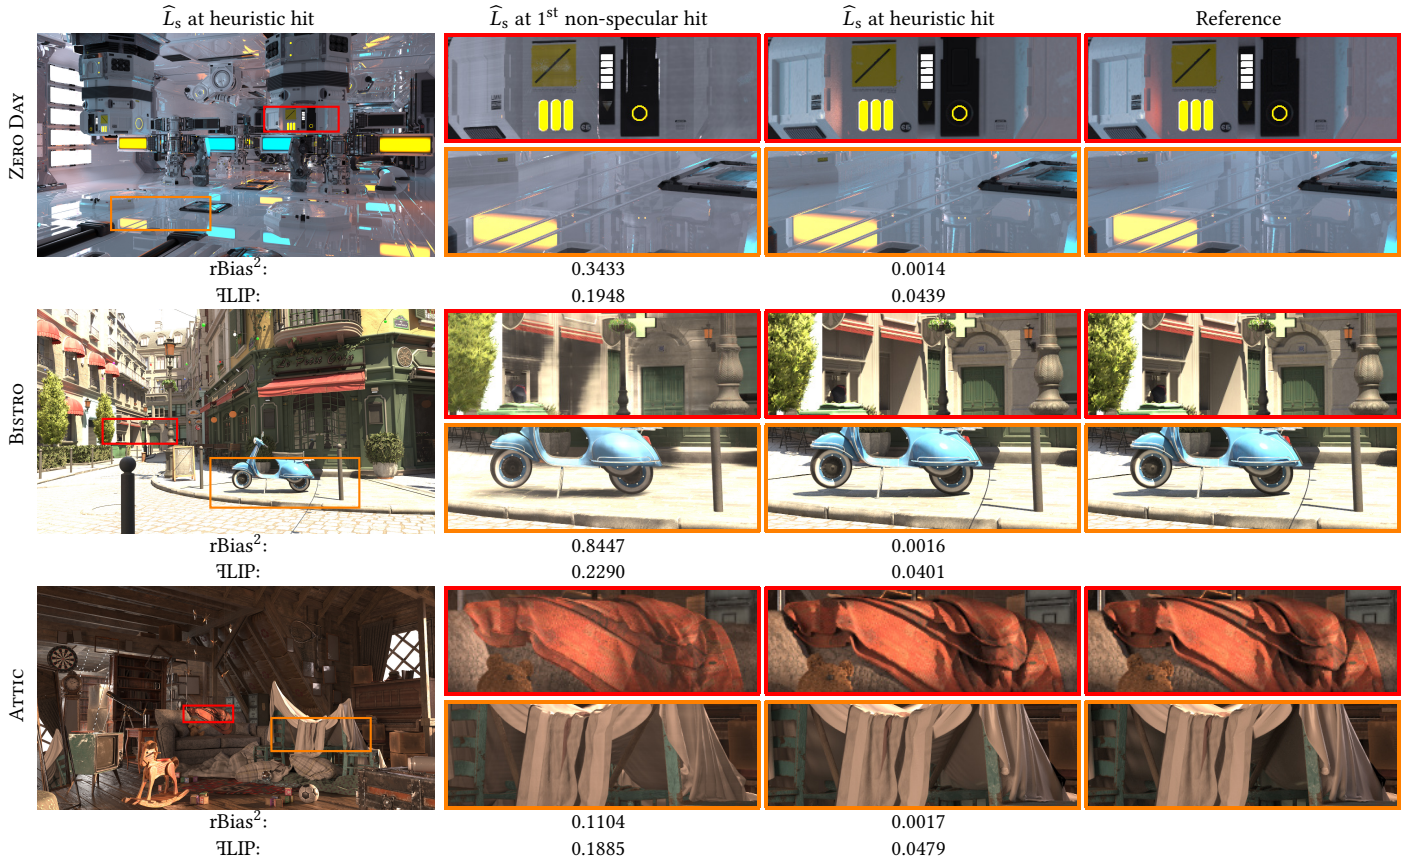 L̂s at heuristic hit
L̂s at 1st non-specular hit
L̂s at heuristic hit
Reference
Zero Day
rBias²: 0.3433 0.0014
ꟻLIP: 0.1948 0.0439
Bistro
rBias²: 0.8447 0.0016
ꟻLIP: 0.2290 0.0401
Attic
rBias²: 0.1104 0.0017
ꟻLIP: 0.1885 0.0479